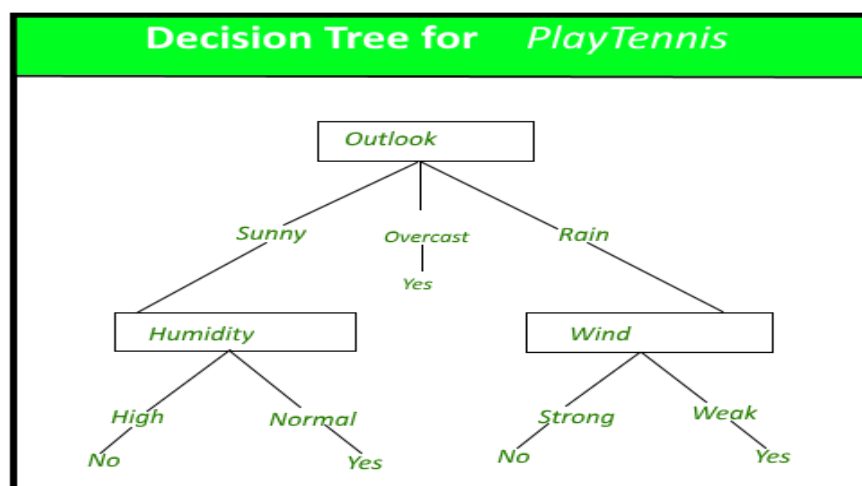 Decision Tree for PlayTennis
Outlook
Sunny Overcast Rain
Yes
Humidity Wind
High Normal Strong Weak
No Yes No Yes